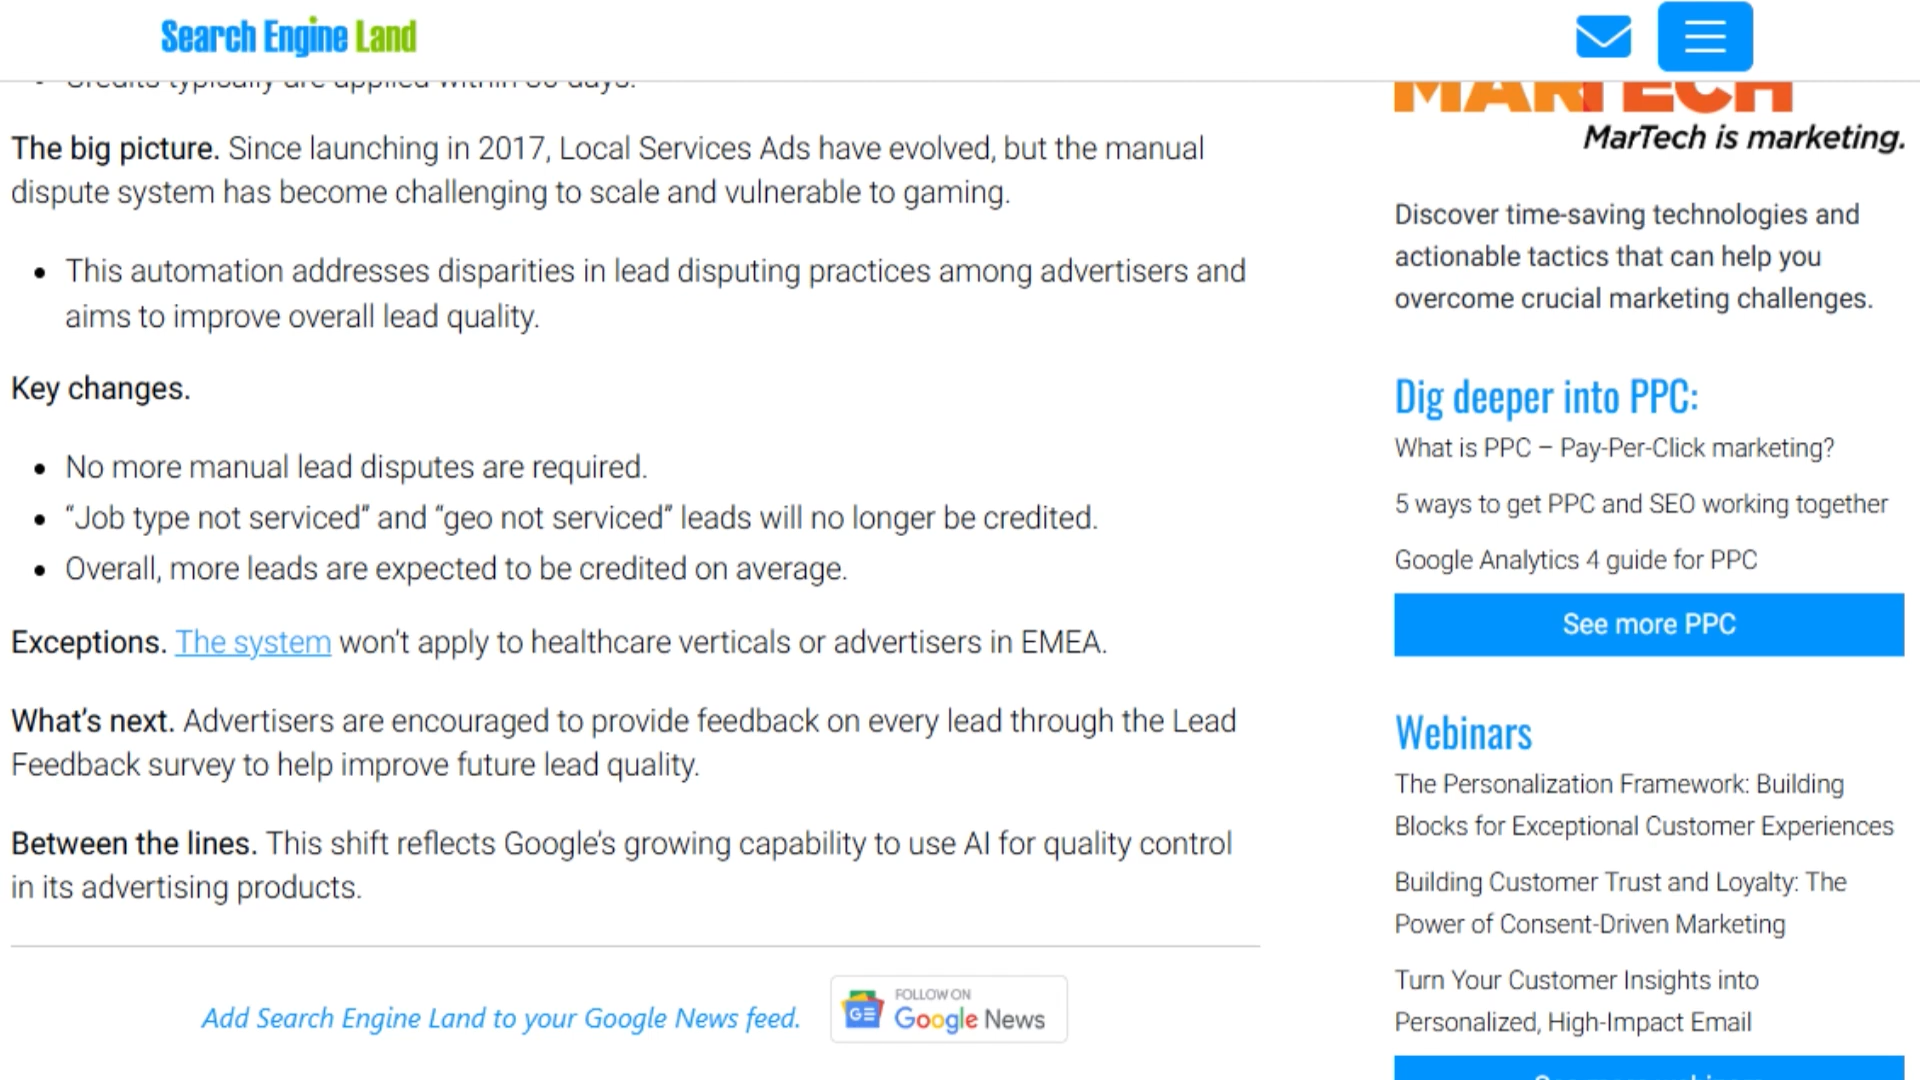 Search Engine Land
Credits typically are applied within 30 days.
The big picture. Since launching in 2017, Local Services Ads have evolved, but the manual
dispute system has become challenging to scale and vulnerable to gaming.
This automation addresses disparities in lead disputing practices among advertisers and
aims to improve overall lead quality.
Key changes.
No more manual lead disputes are required.
“Job type not serviced” and “geo not serviced” leads will no longer be credited.
Overall, more leads are expected to be credited on average.
Exceptions. The system won’t apply to healthcare verticals or advertisers in EMEA.
What’s next. Advertisers are encouraged to provide feedback on every lead through the Lead
Feedback survey to help improve future lead quality.
Between the lines. This shift reflects Google’s growing capability to use AI for quality control
in its advertising products.
Add Search Engine Land to your Google News feed.
FOLLOW ON
Google News
MARTECH
MarTech is marketing.
Discover time-saving technologies and
actionable tactics that can help you
overcome crucial marketing challenges.
Dig deeper into PPC:
What is PPC – Pay-Per-Click marketing?
5 ways to get PPC and SEO working together
Google Analytics 4 guide for PPC
See more PPC
Webinars
The Personalization Framework: Building
Blocks for Exceptional Customer Experiences
Building Customer Trust and Loyalty: The
Power of Consent-Driven Marketing
Turn Your Customer Insights into
Personalized, High-Impact Email